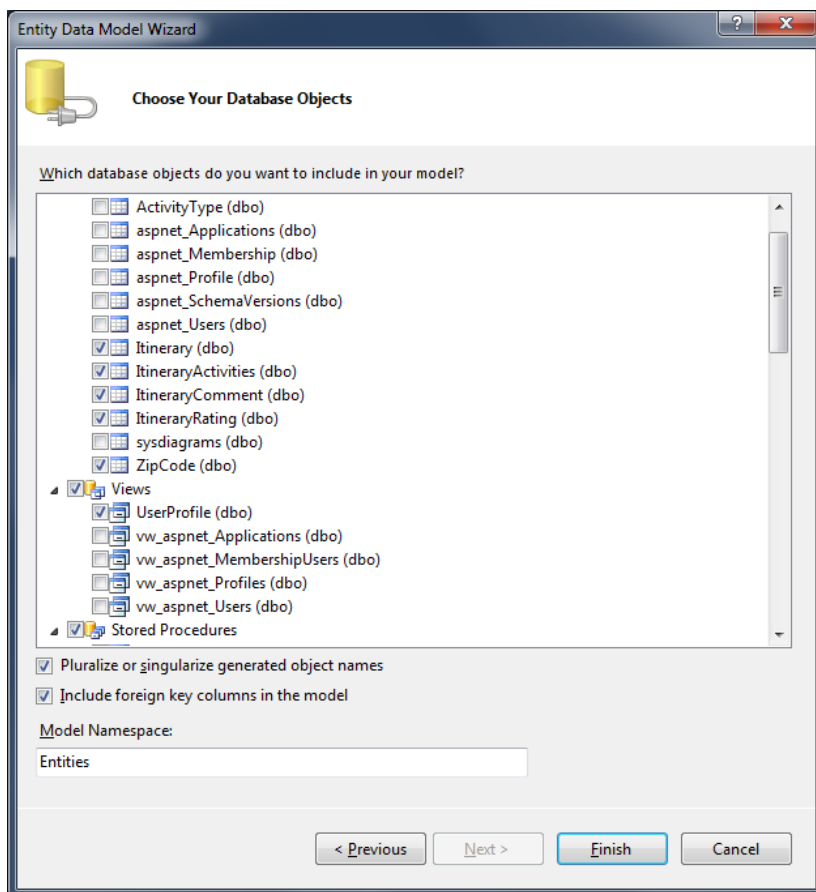 Entity Data Model Wizard
Choose Your Database Objects
Which database objects do you want to include in your model?
ActivityType (dbo)
aspnet_Applications (dbo)
aspnet_Membership (dbo)
aspnet_Profile (dbo)
aspnet_SchemaVersions (dbo)
aspnet_Users (dbo)
Itinerary (dbo)
ItineraryActivities (dbo)
ItineraryComment (dbo)
ItineraryRating (dbo)
sysdiagrams (dbo)
ZipCode (dbo)
Views
UserProfile (dbo)
vw_aspnet_Applications (dbo)
vw_aspnet_MembershipUsers (dbo)
vw_aspnet_Profiles (dbo)
vw_aspnet_Users (dbo)
Stored Procedures
Pluralize or singularize generated object names
Include foreign key columns in the model
Model Namespace:
Entities
< Previous Next > Finish Cancel